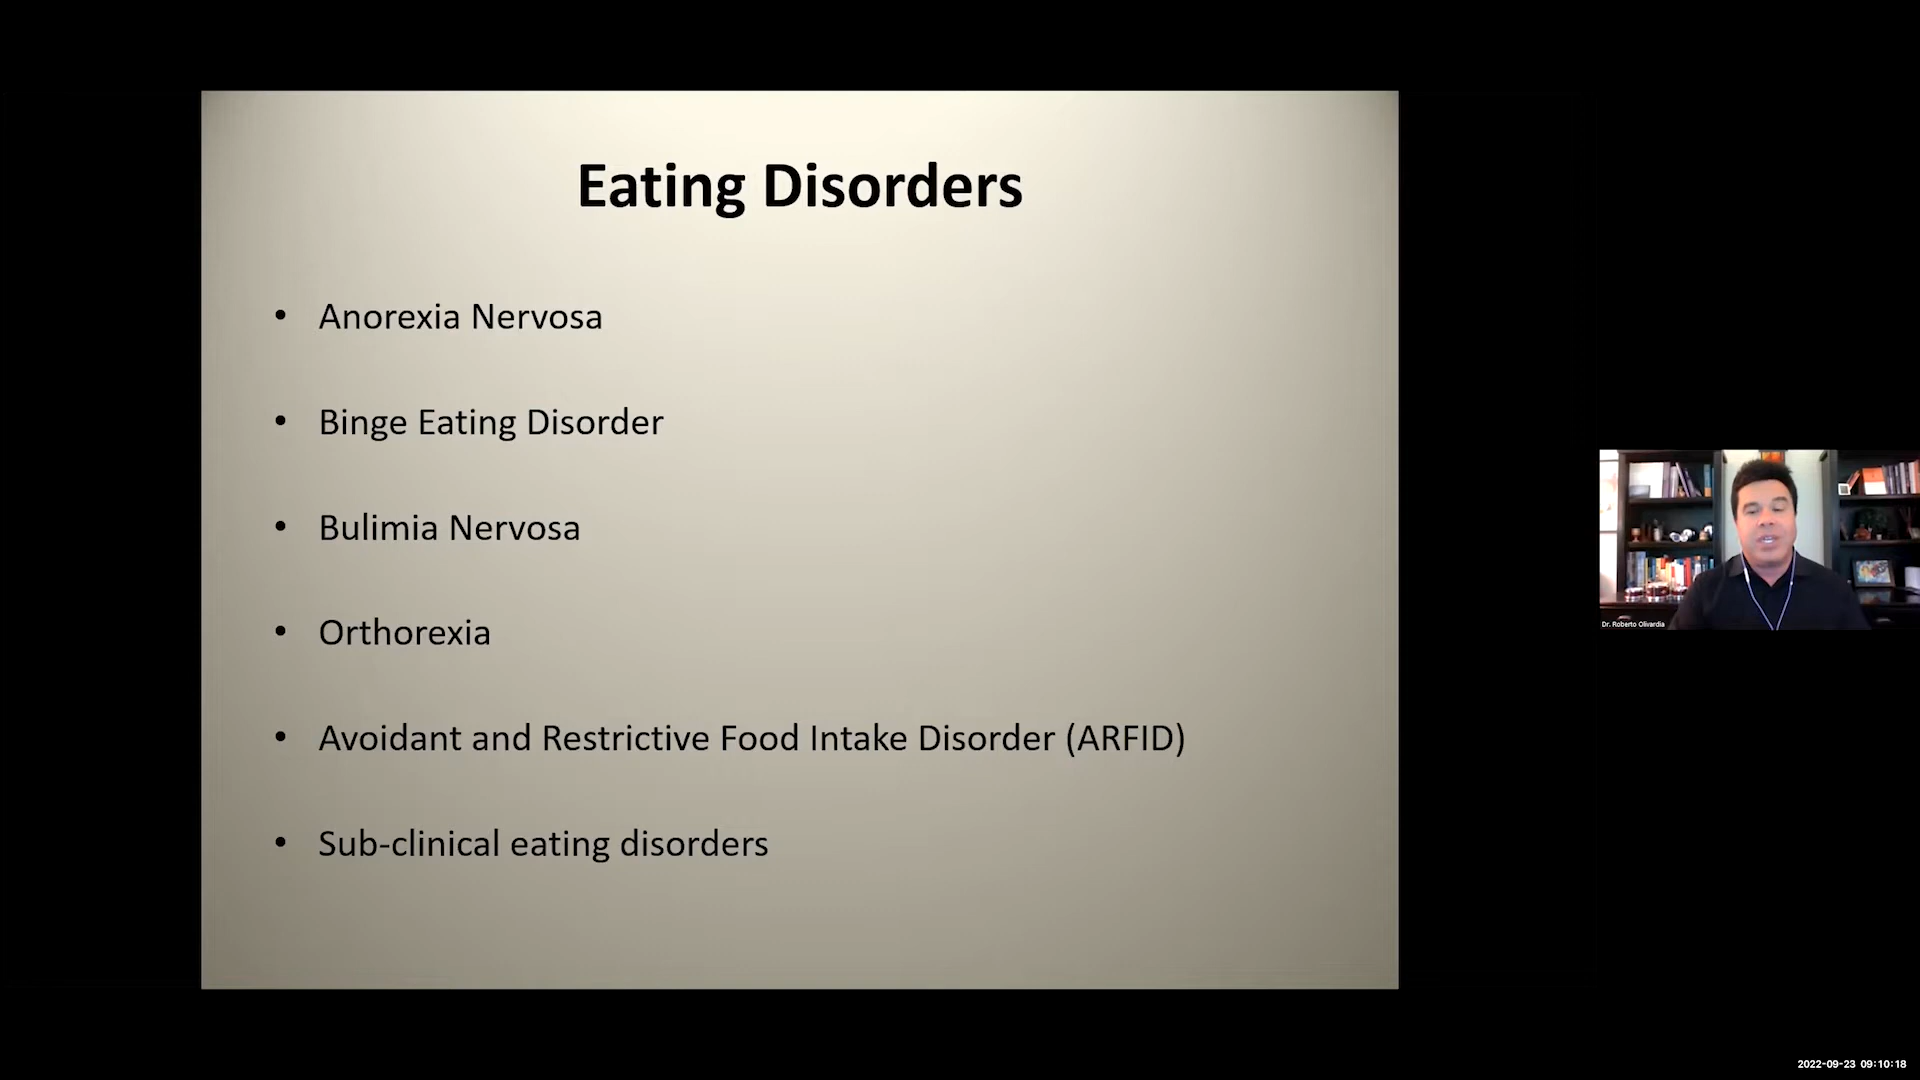 Eating Disorders
• Anorexia Nervosa
• Binge Eating Disorder
• Bulimia Nervosa
• Orthorexia
• Avoidant and Restrictive Food Intake Disorder (ARFID)
• Sub-clinical eating disorders
Dr. Roberto Olivardia
2022-09-23 09:10:18